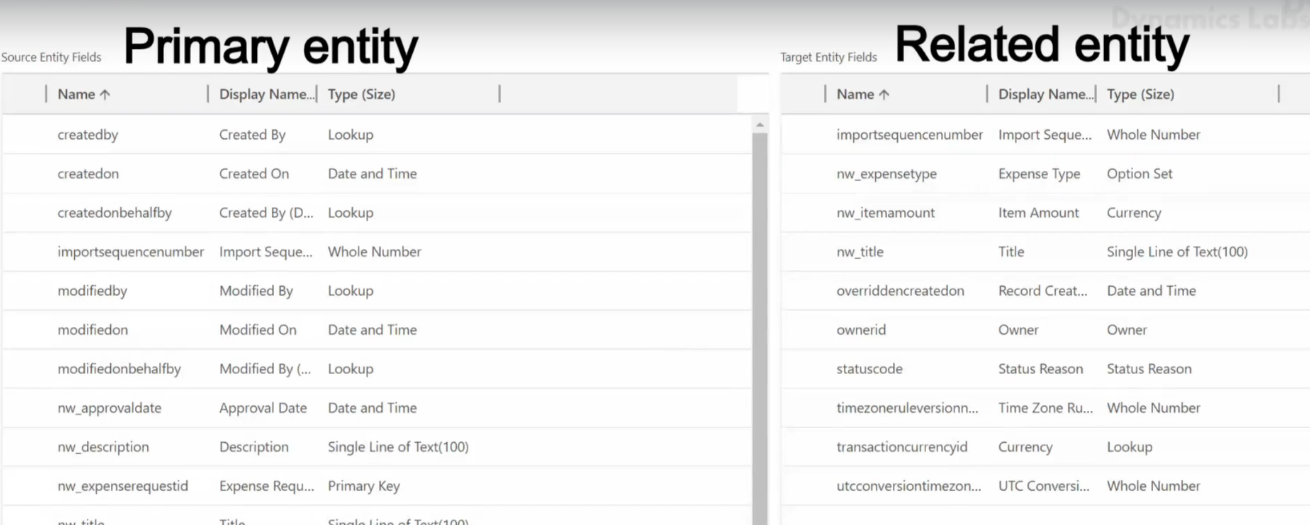 Dynamics Labs
Primary entity
Related entity
Source Entity Fields
Target Entity Fields
Name ↑ Display Name... Type (Size)
createdby Created By Lookup
createdon Created On Date and Time
createdonbehalfby Created By (D... Lookup
importsequencenumber Import Seque... Whole Number
modifiedby Modified By Lookup
modifiedon Modified On Date and Time
modifiedonbehalfby Modified By (... Lookup
nw_approvaldate Approval Date Date and Time
nw_description Description Single Line of Text(100)
nw_expenserequestid Expense Requ... Primary Key
nw_title Title Single Line of Text(100)
Name ↑ Display Name... Type (Size)
importsequencenumber Import Seque... Whole Number
nw_expensetype Expense Type Option Set
nw_itemamount Item Amount Currency
nw_title Title Single Line of Text(100)
overriddencreatedon Record Creat... Date and Time
ownerid Owner Owner
statuscode Status Reason Status Reason
timezoneruleversionn... Time Zone Ru... Whole Number
transactioncurrencyid Currency Lookup
utcconversiontimezon... UTC Conversi... Whole Number